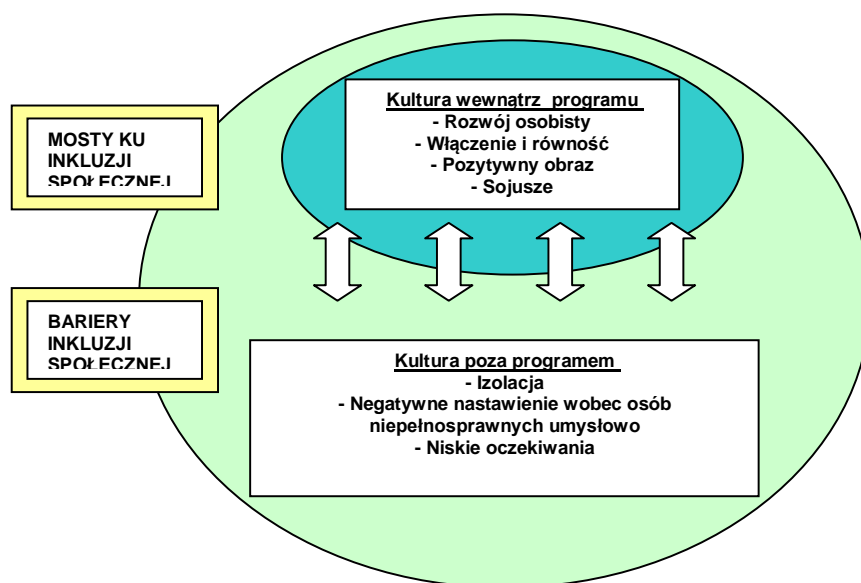 MOSTY KU
INKLUZJI
SPOŁECZNEJ
Kultura wewnątrz programu
- Rozwój osobisty
- Włączenie i równość
- Pozytywny obraz
- Sojusze
BARIERY
INKLUZJI
SPOŁECZNEJ
Kultura poza programem
- Izolacja
- Negatywne nastawienie wobec osób
niepełnosprawnych umysłowo
- Niskie oczekiwania